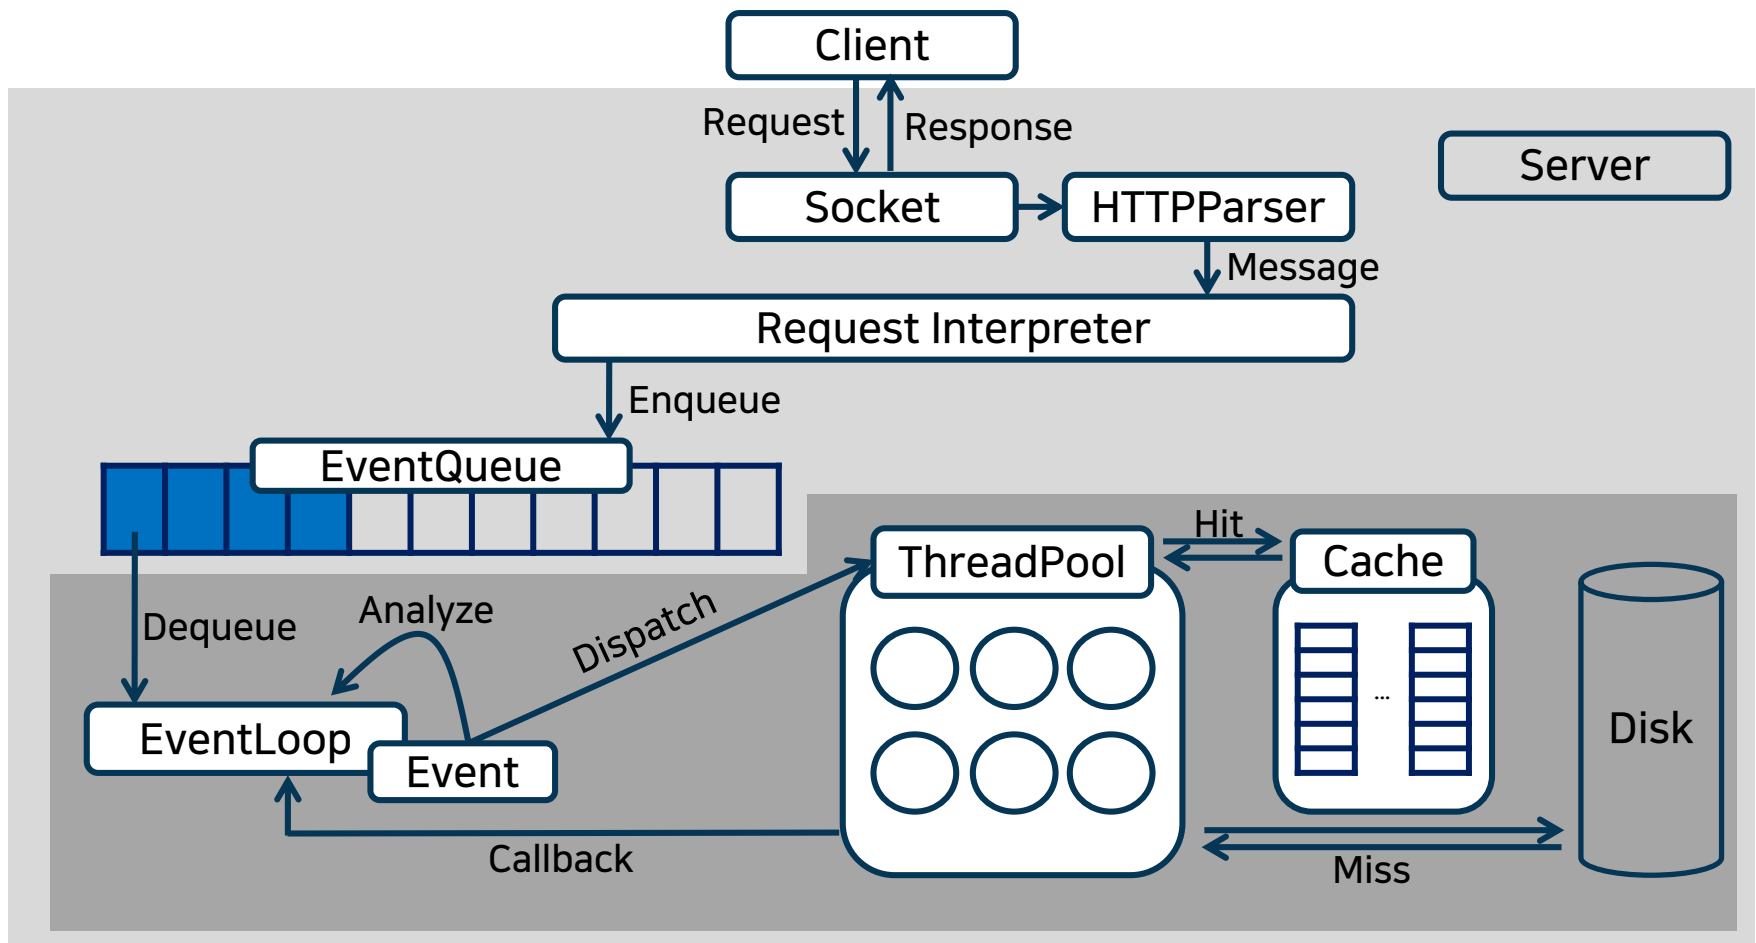 Client
Request
Response
Server
Socket
HTTPParser
Message
Request Interpreter
Enqueue
EventQueue
Hit
ThreadPool
Cache
Analyze
Dequeue
Dispatch
...
EventLoop
Event
Disk
Callback
Miss